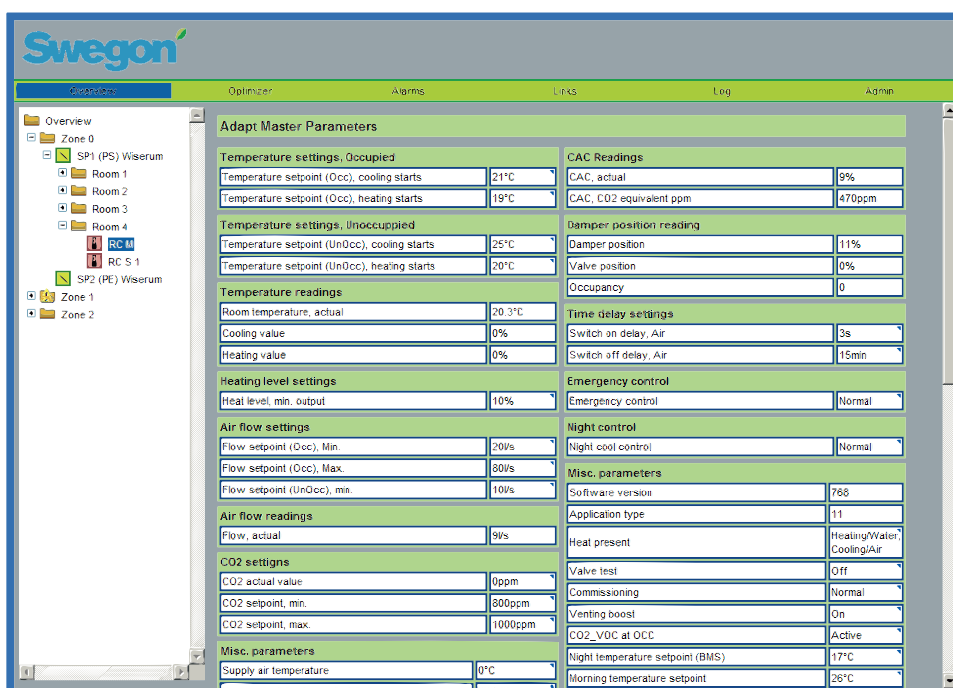 Swegon
Overview
Optimizer
Alarms
Links
Log
Admin
Overview
Zone 0
SP1 (PS) Wiserum
Room 1
Room 2
Room 3
Room 4
RC M
RC S 1
SP2 (PE) Wiserum
Zone 1
Zone 2
Adapt Master Parameters
Temperature settings, Occupied
Temperature setpoint (Occ), cooling starts 21°C
Temperature setpoint (Occ), heating starts 19°C
Temperature settings, Unoccuppied
Temperature setpoint (UnOcc), cooling starts 25°C
Temperature setpoint (UnOcc), heating starts 20°C
Temperature readings
Room temperature, actual 20.3°C
Cooling value 0%
Heating value 0%
Heating level settings
Heat level, min. output 10%
Air flow settings
Flow setpoint (Occ), Min. 20l/s
Flow setpoint (Occ), Max. 80l/s
Flow setpoint (UnOcc), min. 10l/s
Air flow readings
Flow, actual 9l/s
CO2 settigns
CO2 actual value 0ppm
CO2 setpoint, min. 800ppm
CO2 setpoint, max. 1000ppm
Misc. parameters
Supply air temperature 0°C
CAC Readings
CAC, actual 9%
CAC, CO2 equivalent ppm 470ppm
Damper position reading
Damper position 11%
Valve position 0%
Occupancy 0
Time delay settings
Switch on delay, Air 3s
Switch off delay, Air 15min
Emergency control
Emergency control Normal
Night control
Night cool control Normal
Misc. parameters
Software version 768
Application type 11
Heat present Heating/Water,
Cooling/Air
Valve test Off
Commissioning Normal
Venting boost On
CO2_VOC at OCC Active
Night temperature setpoint (BMS) 17°C
Morning temperature setpoint 26°C